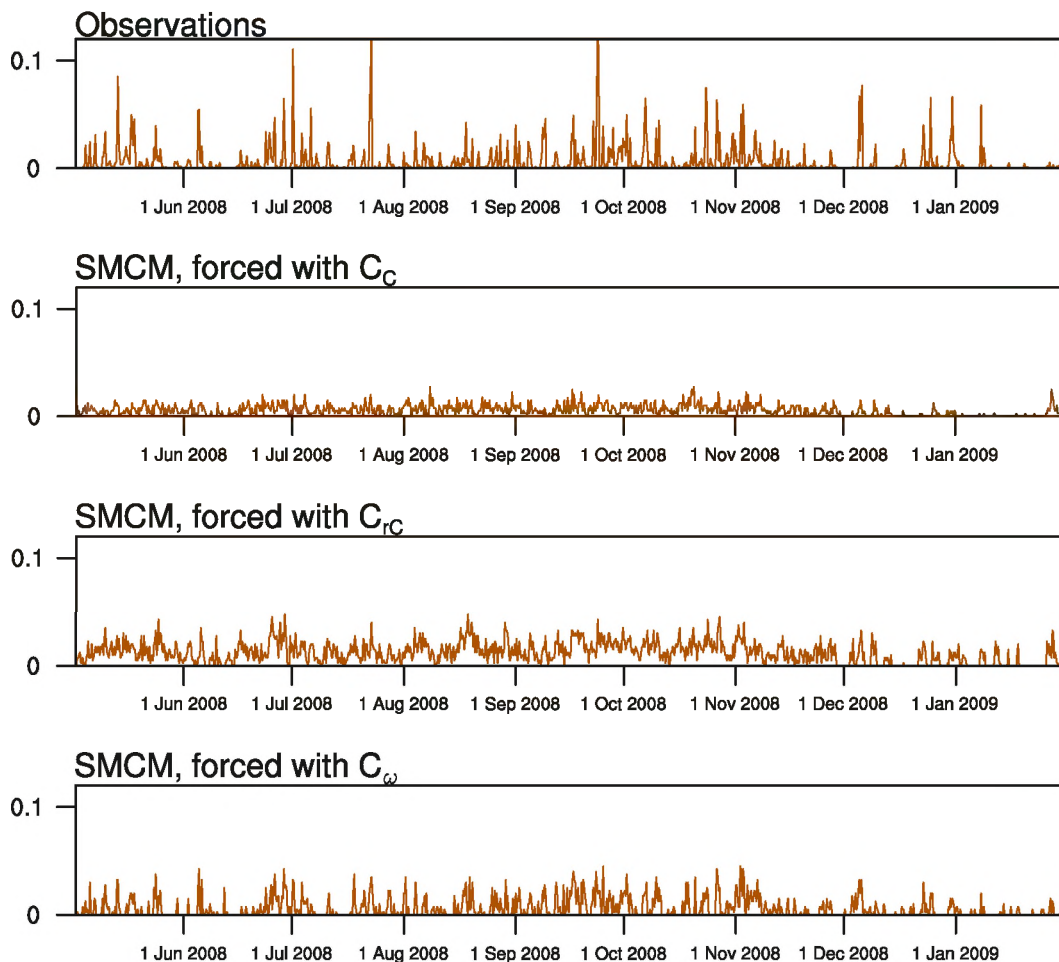 Observations
0.1
0
1 Jun 2008 1 Jul 2008 1 Aug 2008 1 Sep 2008 1 Oct 2008 1 Nov 2008 1 Dec 2008 1 Jan 2009
SMCM, forced with C_C
0.1
0
1 Jun 2008 1 Jul 2008 1 Aug 2008 1 Sep 2008 1 Oct 2008 1 Nov 2008 1 Dec 2008 1 Jan 2009
SMCM, forced with C_rC
0.1
0
1 Jun 2008 1 Jul 2008 1 Aug 2008 1 Sep 2008 1 Oct 2008 1 Nov 2008 1 Dec 2008 1 Jan 2009
SMCM, forced with C_ω
0.1
0
1 Jun 2008 1 Jul 2008 1 Aug 2008 1 Sep 2008 1 Oct 2008 1 Nov 2008 1 Dec 2008 1 Jan 2009